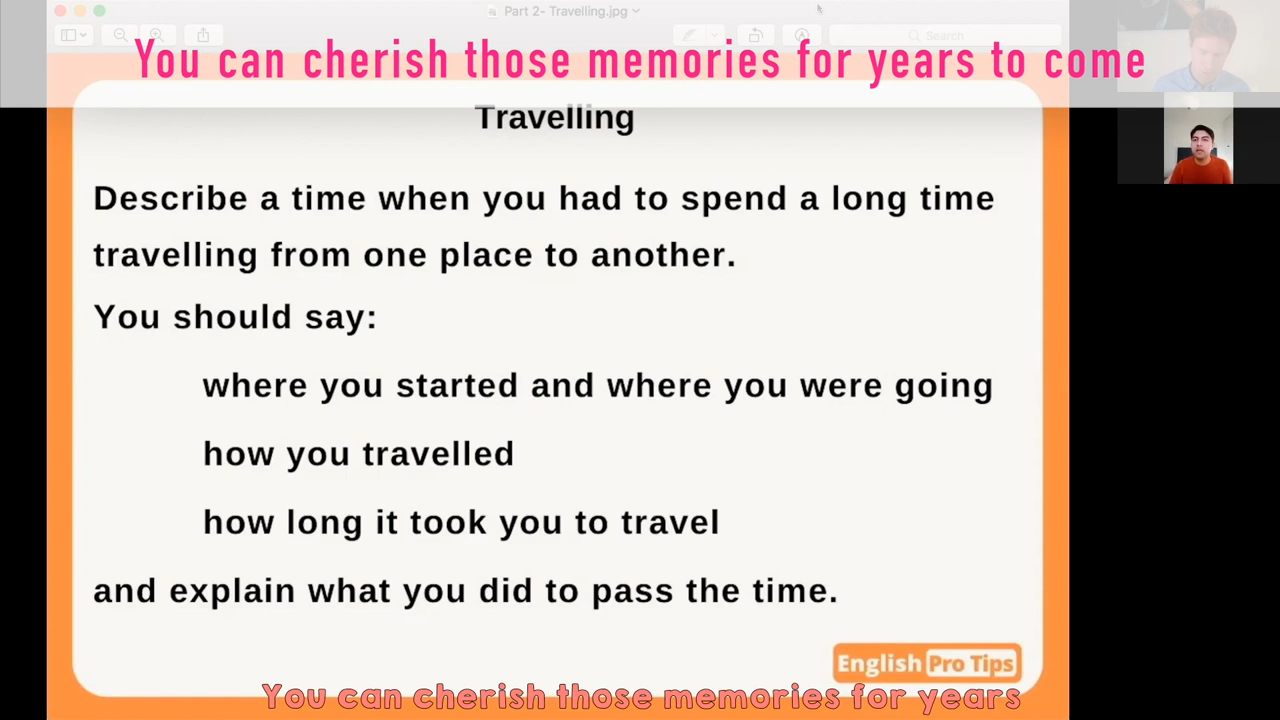 Part 2- Travelling.jpg
Search
You can cherish those memories for years to come
Travelling
Describe a time when you had to spend a long time
travelling from one place to another.
You should say:
where you started and where you were going
how you travelled
how long it took you to travel
and explain what you did to pass the time.
English Pro Tips
You can cherish those memories for years